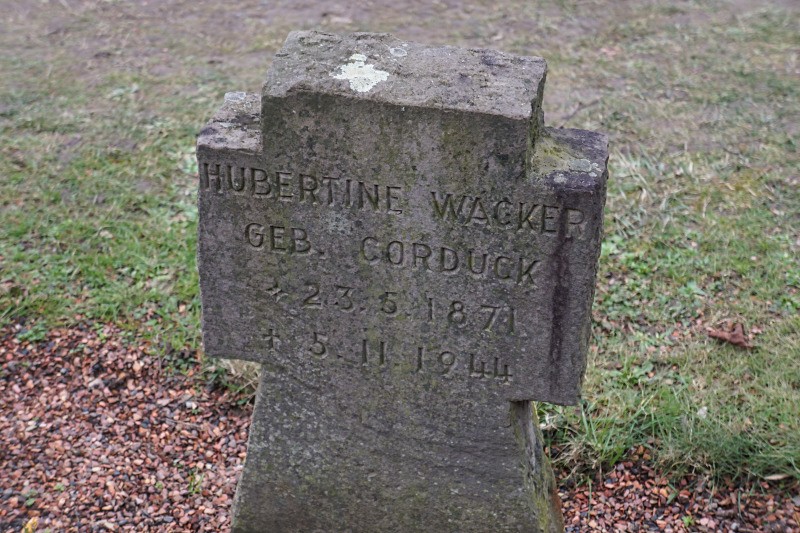 HUBERTINE WACKER
GEB. CORDUCK
* 23.5.1871
+ 5.11.1944